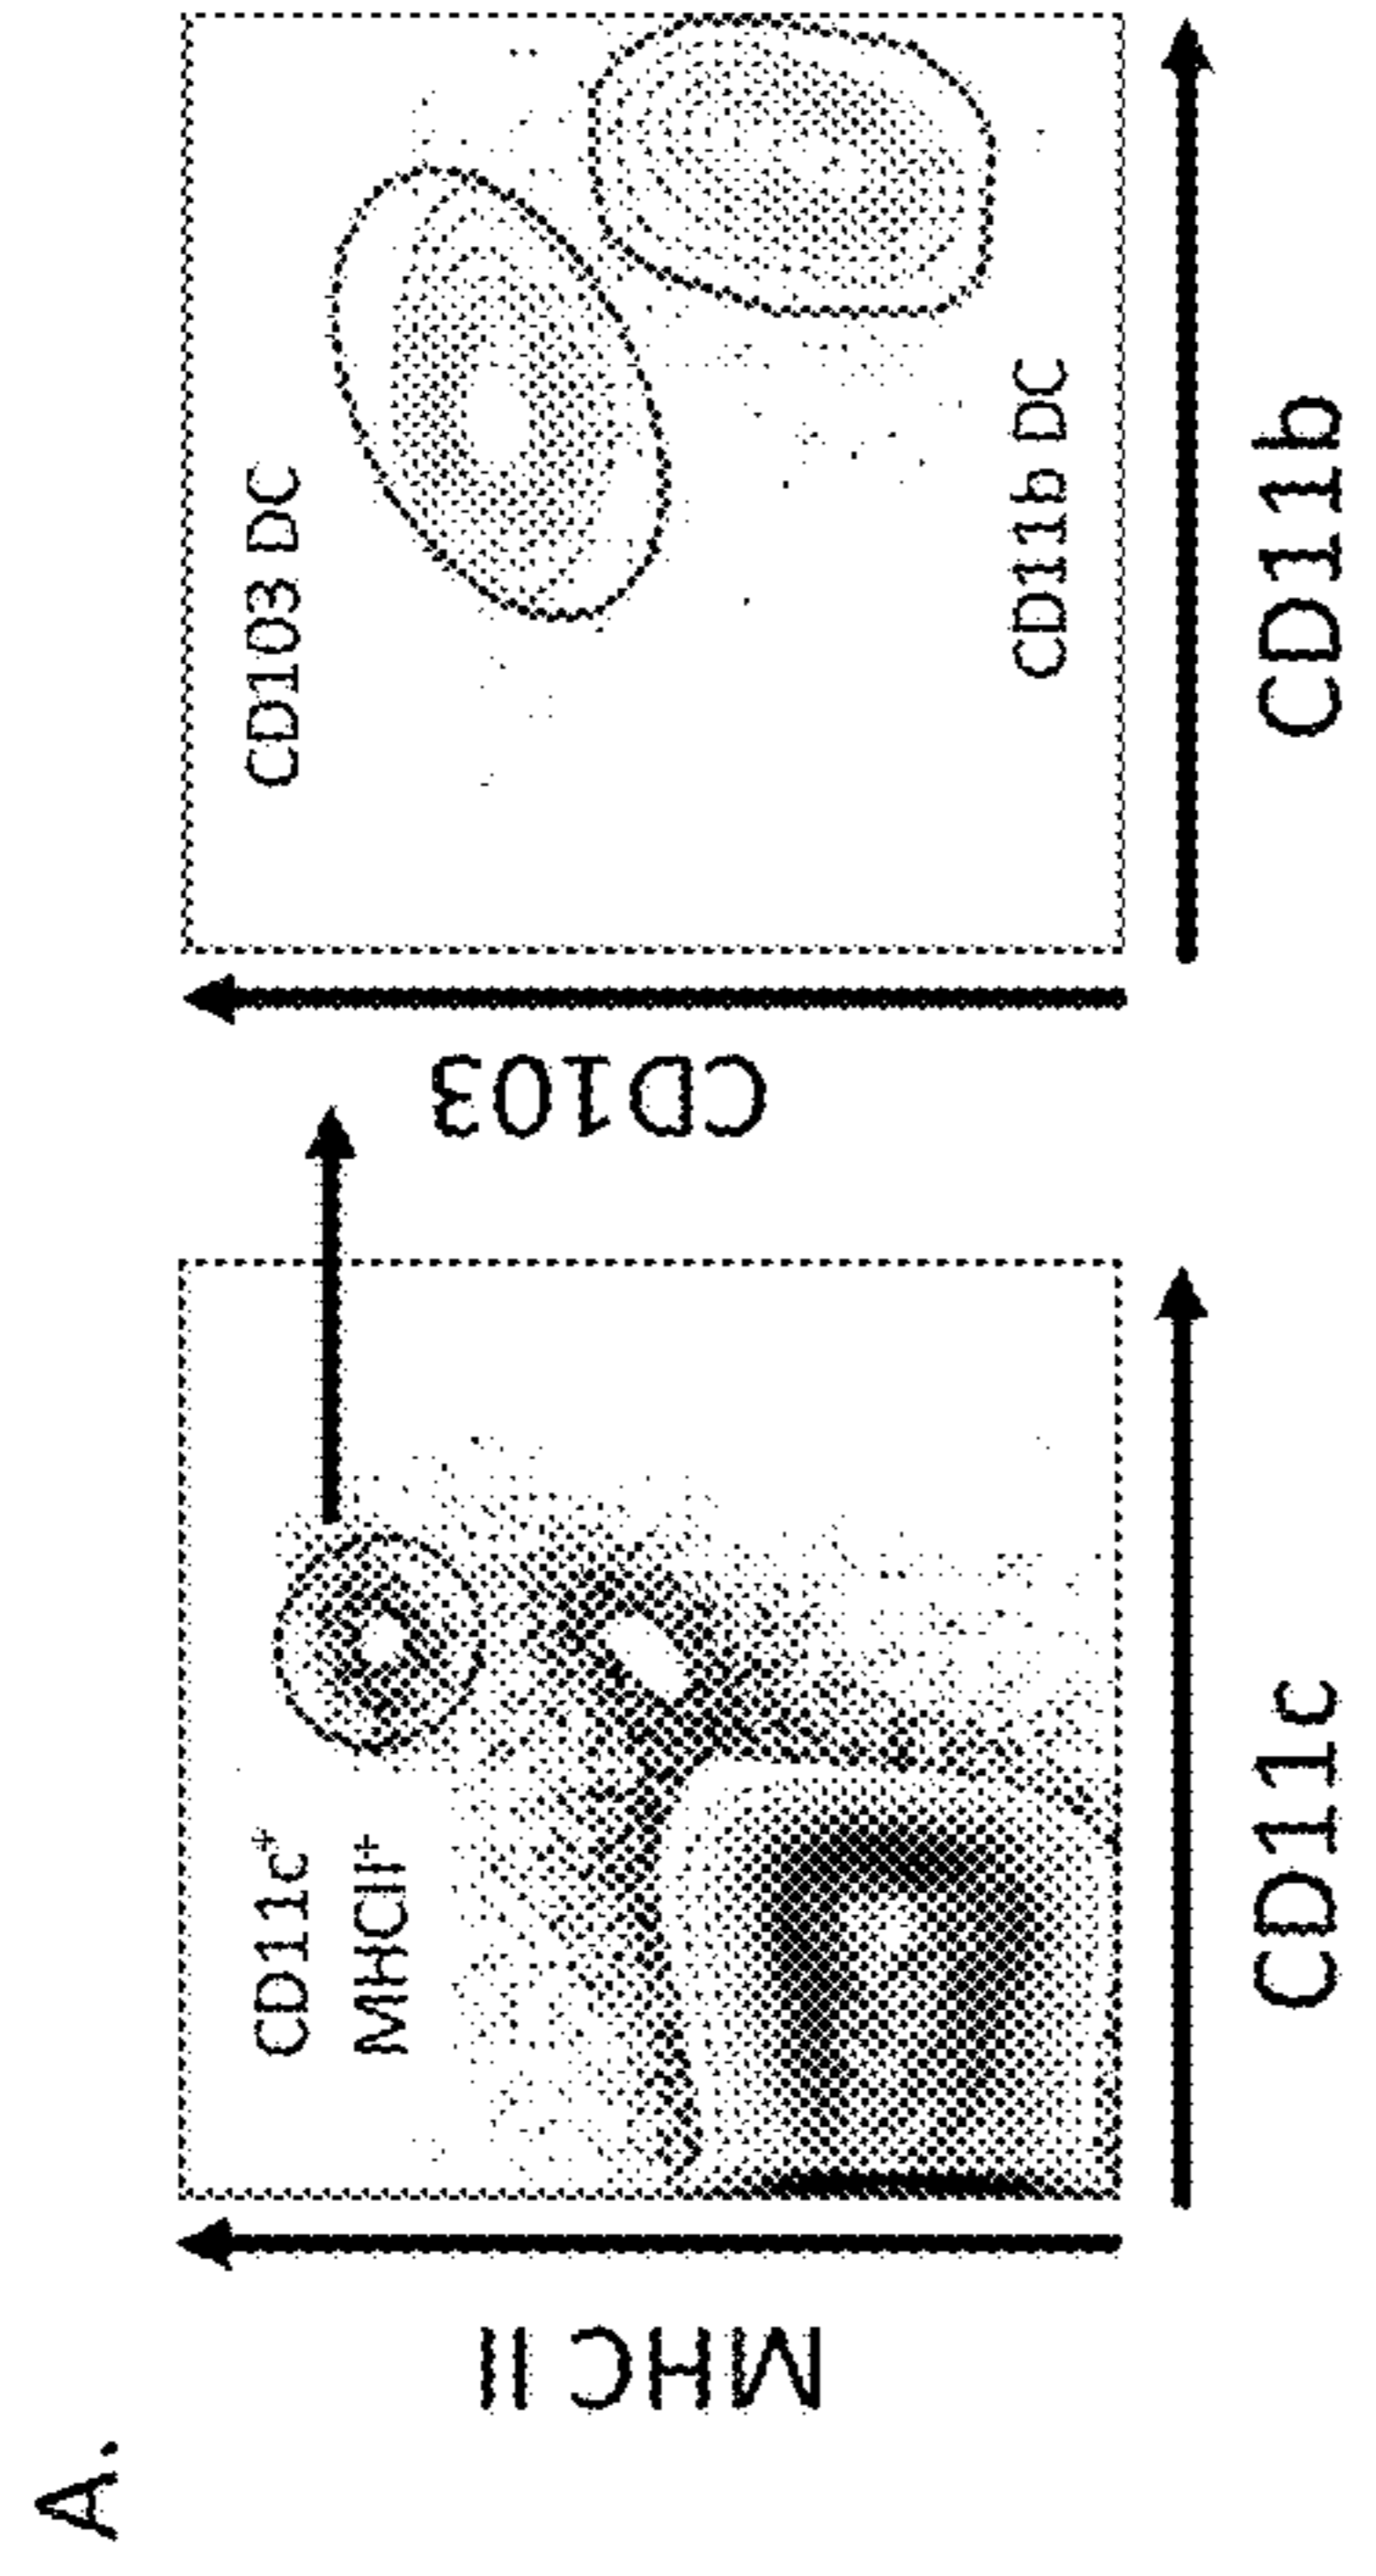 A.
MHC II
CD11c⁺
MHCII⁺
CD11c
CD103
CD103 DC
CD11b DC
CD11b